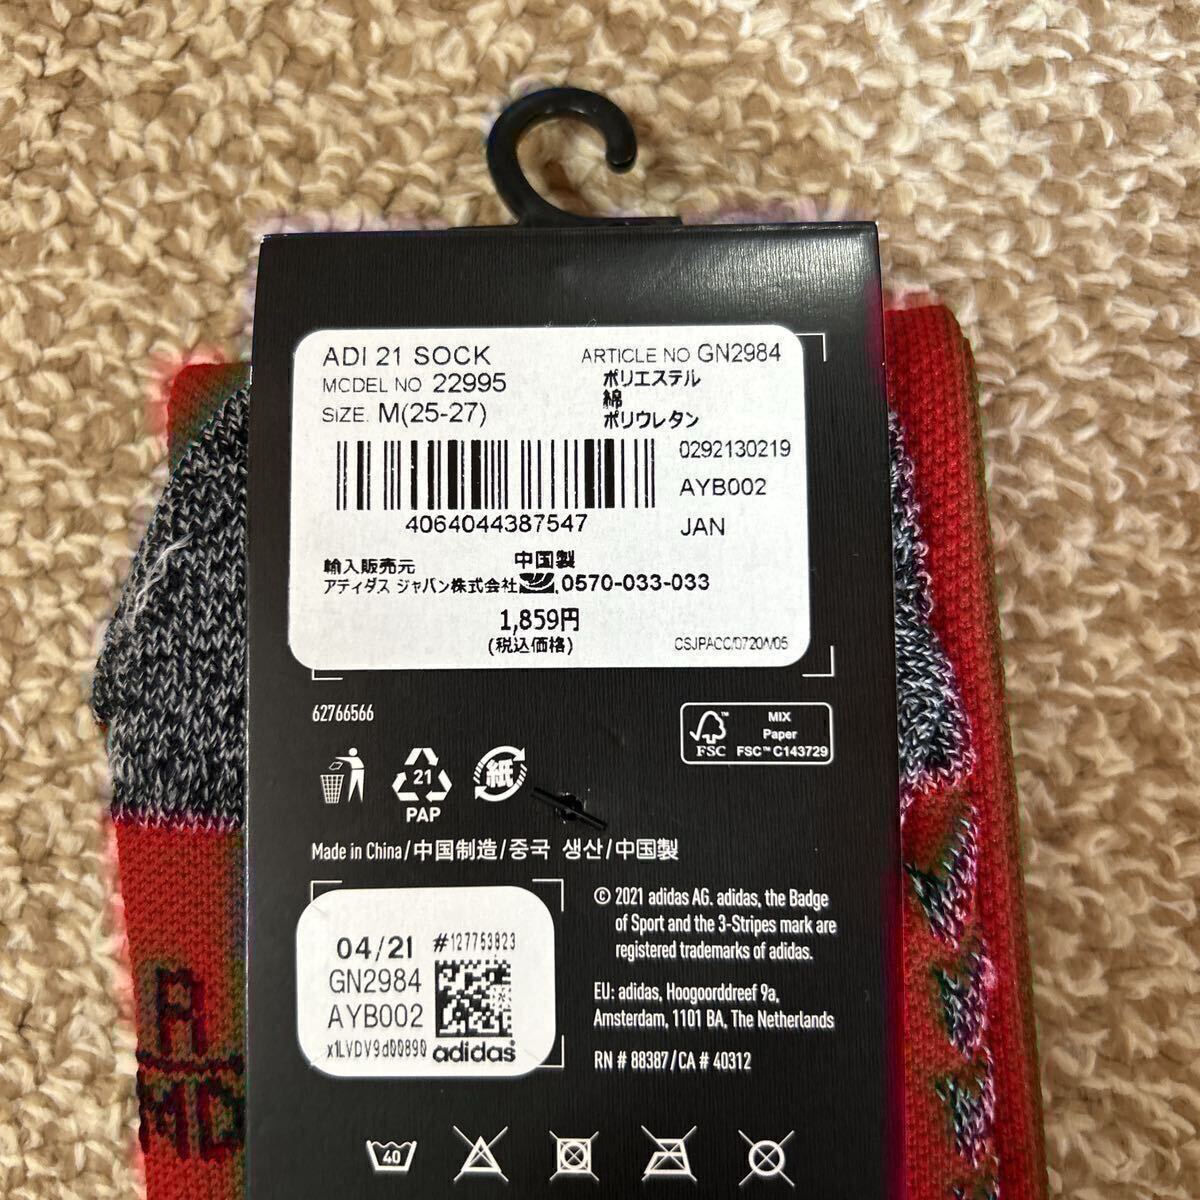 ADI 21 SOCK
ARTICLE NO GN2984
MCDEL NO 22995
ポリエステル
綿
SIZE. M(25-27)
ポリウレタン
0292130219
AYB002
4064044387547
JAN
輸入販売元
中国製
アディダス ジャパン株式会社 0570-033-033
1,859円
(税込価格)
CSJPACC/0720/V05
62766566
FSC™
MIX
Paper
FSC™ C143729
21
PAP
紙
Made in China/中国制造/중국 생산/中国製
04/21 #127753823
GN2984
AYB002
x1LVDV9d00890 adidas
© 2021 adidas AG. adidas, the Badge
of Sport and the 3-Stripes mark are
registered trademarks of adidas.
EU: adidas, Hoogoorddreef 9a,
Amsterdam, 1101 BA, The Netherlands
RN # 88387/CA # 40312
40
R
MD